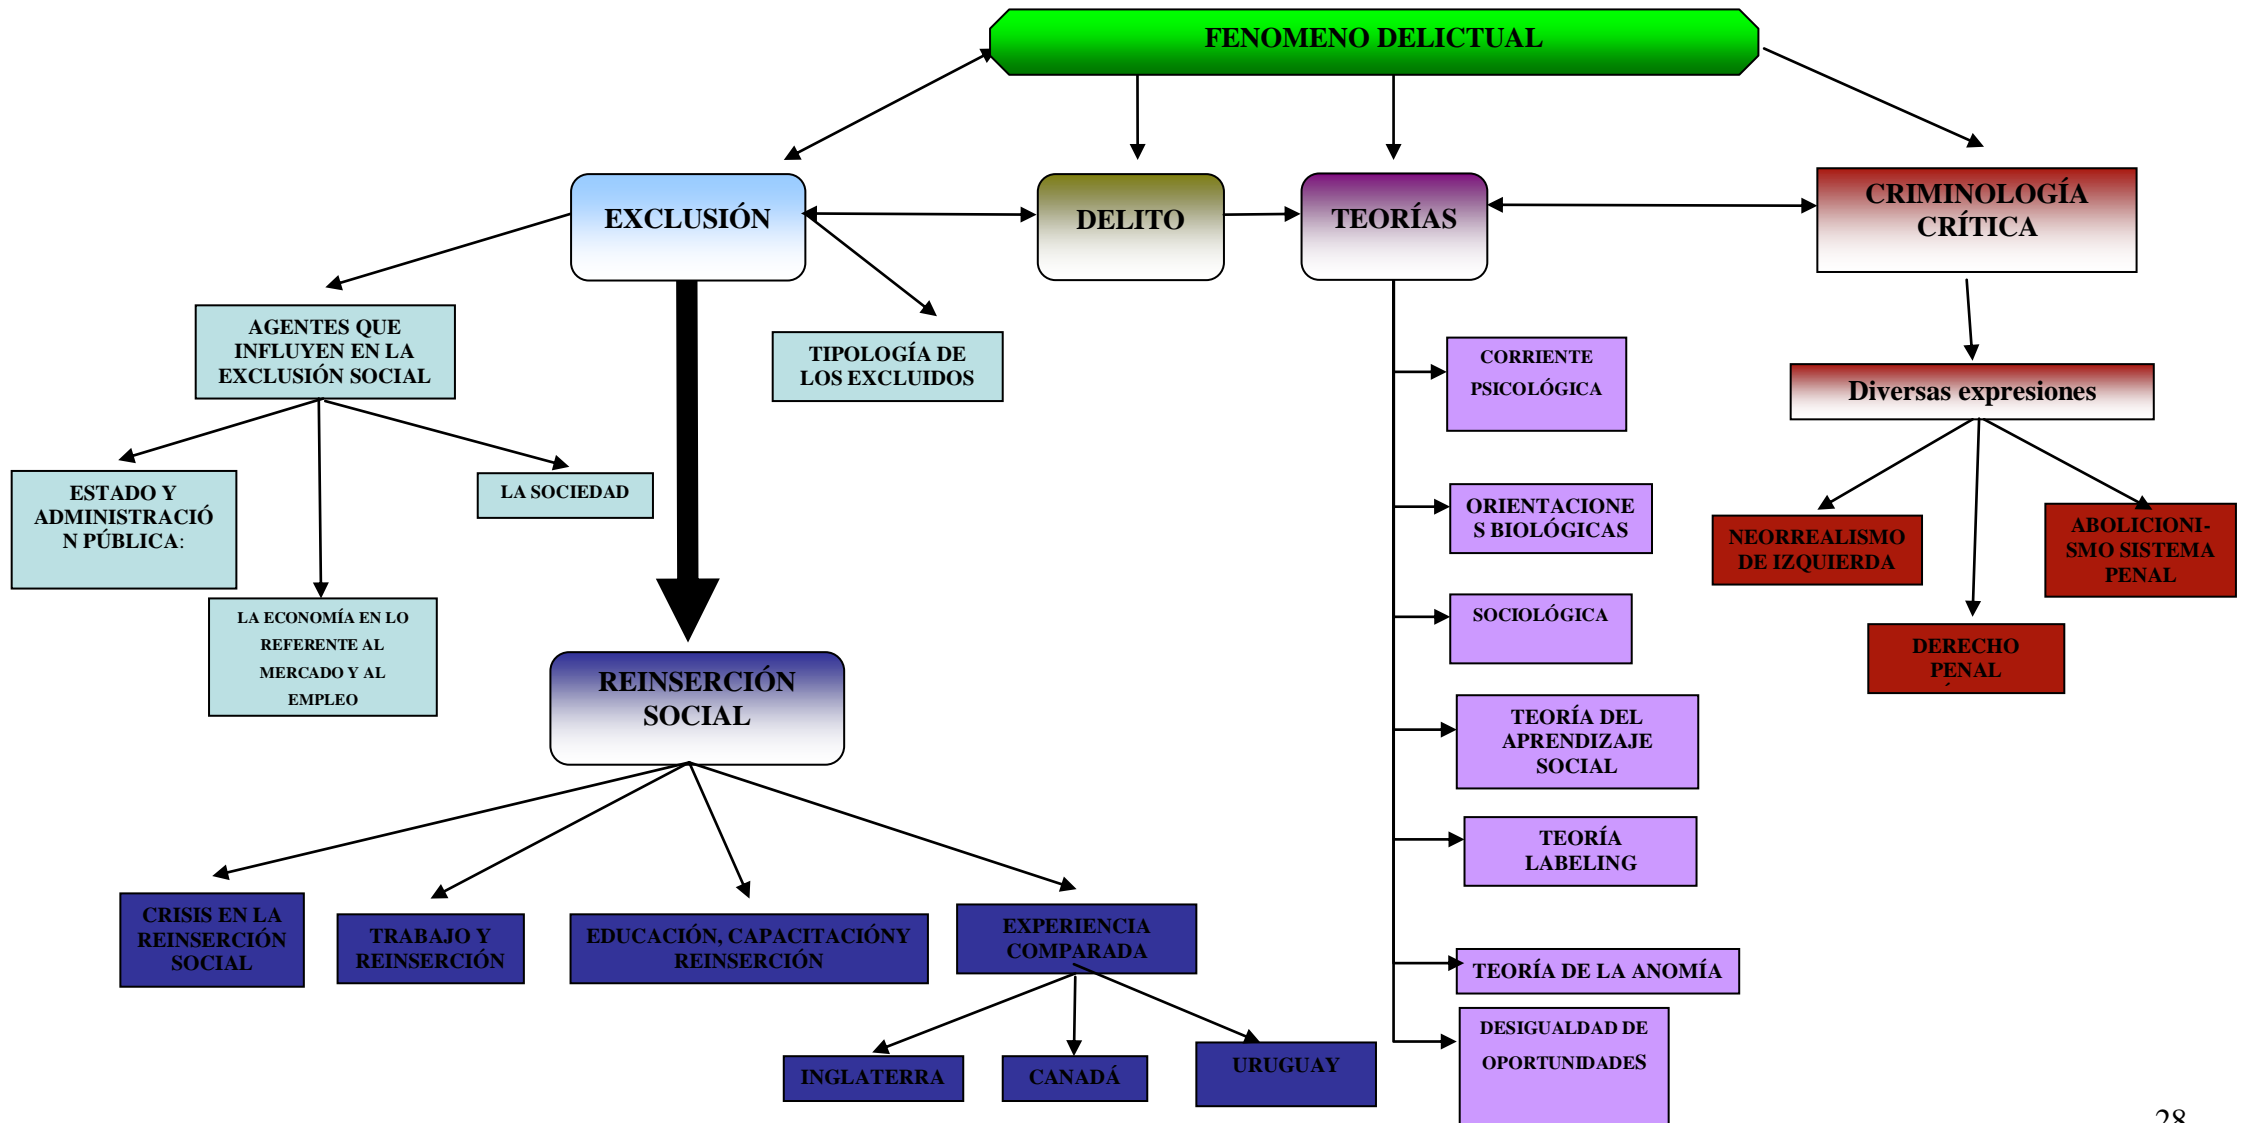 FENOMENO DELICTUAL
EXCLUSIÓN
DELITO
TEORÍAS
CRIMINOLOGÍA
CRÍTICA
AGENTES QUE
INFLUYEN EN LA
EXCLUSIÓN SOCIAL
TIPOLOGÍA DE
LOS EXCLUIDOS
CORRIENTE
PSICOLÓGICA
Diversas expresiones
ESTADO Y
ADMINISTRACIÓ
N PÚBLICA:
LA SOCIEDAD
ORIENTACIONE
S BIOLÓGICAS
NEORREALISMO
DE IZQUIERDA
ABOLICIONI-
SMO SISTEMA
PENAL
LA ECONOMÍA EN LO
REFERENTE AL
MERCADO Y AL
EMPLEO
SOCIOLÓGICA
DERECHO
PENAL
REINSERCIÓN
SOCIAL
TEORÍA DEL
APRENDIZAJE
SOCIAL
TEORÍA
LABELING
CRISIS EN LA
REINSERCIÓN
SOCIAL
TRABAJO Y
REINSERCIÓN
EDUCACIÓN, CAPACITACIÓNY
REINSERCIÓN
EXPERIENCIA
COMPARADA
TEORÍA DE LA ANOMÍA
DESIGUALDAD DE
OPORTUNIDADES
INGLATERRA
CANADÁ
URUGUAY
28